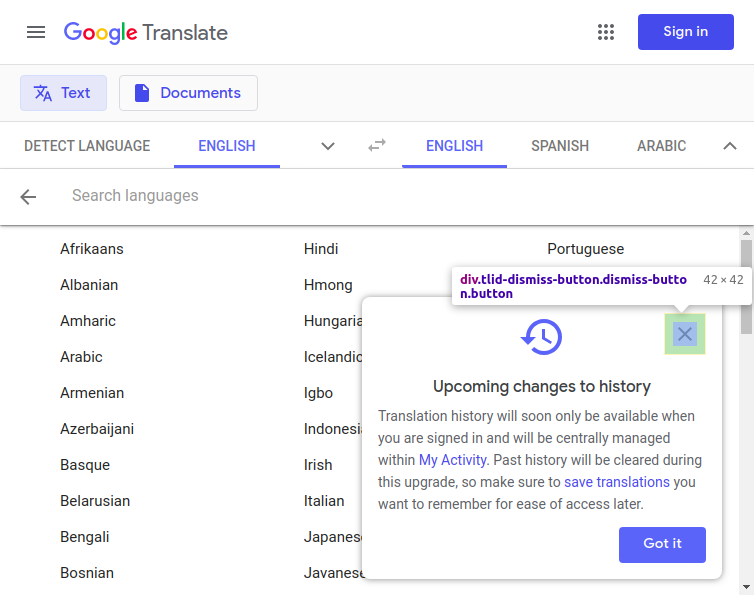 Google Translate
Sign in
Text
Documents
DETECT LANGUAGE
ENGLISH
ENGLISH
SPANISH
ARABIC
Search languages
Afrikaans
Hindi
Portuguese
Albanian
Hmong
div.tlid-dismiss-button.dismiss-butto
n.button
42 × 42
Amharic
Hungaria
Arabic
Icelandic
Armenian
Igbo
Azerbaijani
Indonesi
Basque
Irish
Belarusian
Italian
Bengali
Japanes
Bosnian
Javanese
Upcoming changes to history
Translation history will soon only be available when
you are signed in and will be centrally managed
within My Activity. Past history will be cleared during
this upgrade, so make sure to save translations you
want to remember for ease of access later.
Got it